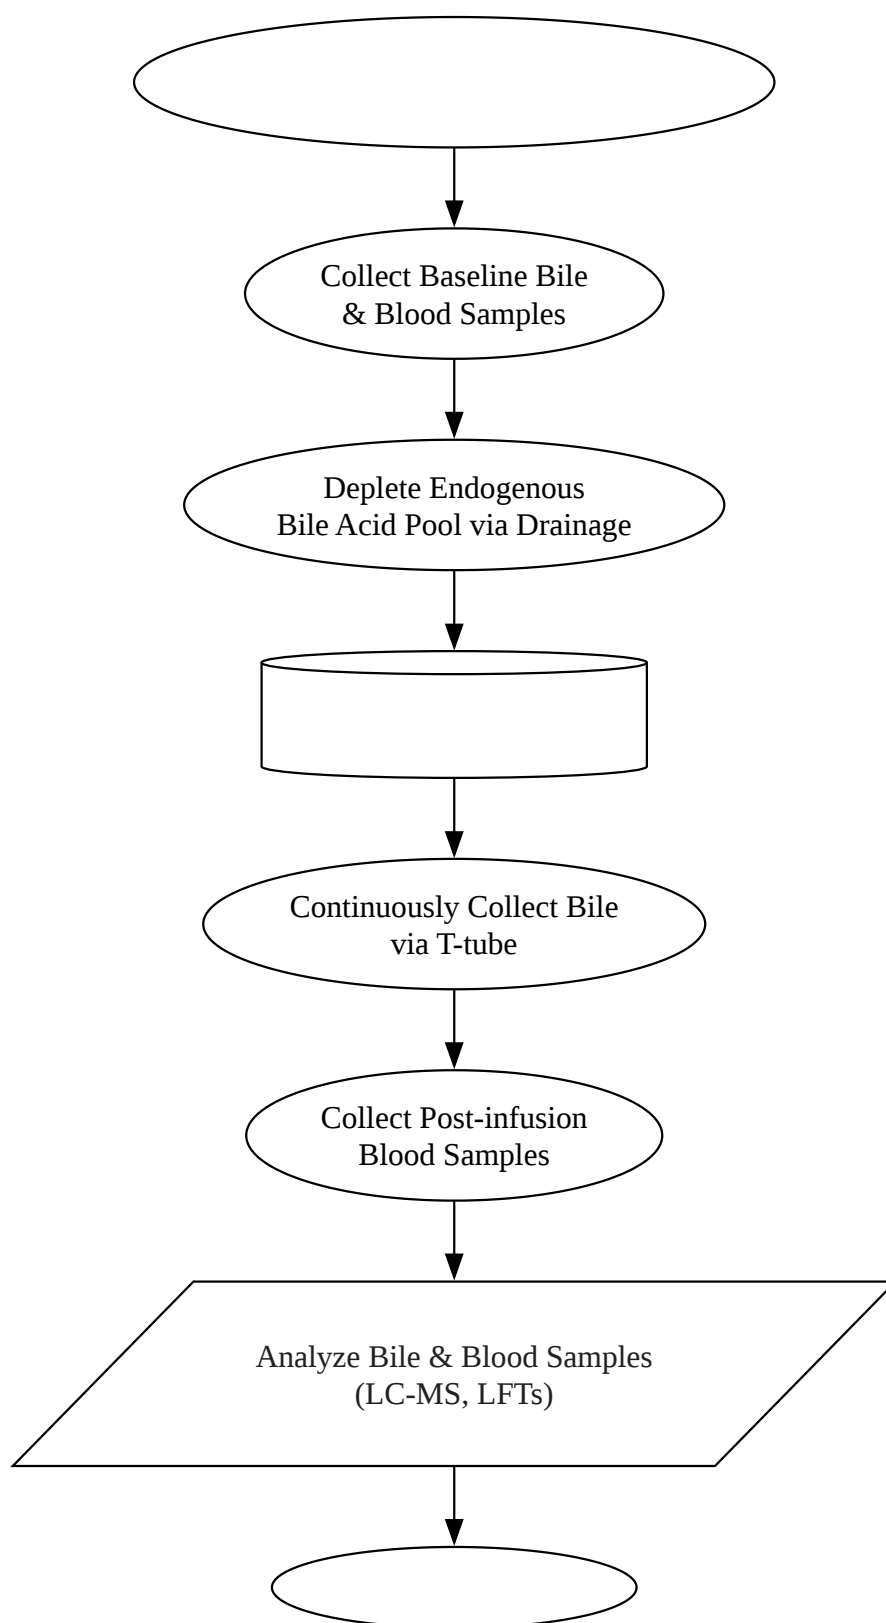 Collect Baseline Bile
& Blood Samples
Deplete Endogenous
Bile Acid Pool via Drainage
Continuously Collect Bile
via T-tube
Collect Post-infusion
Blood Samples
Analyze Bile & Blood Samples
(LC-MS, LFTs)